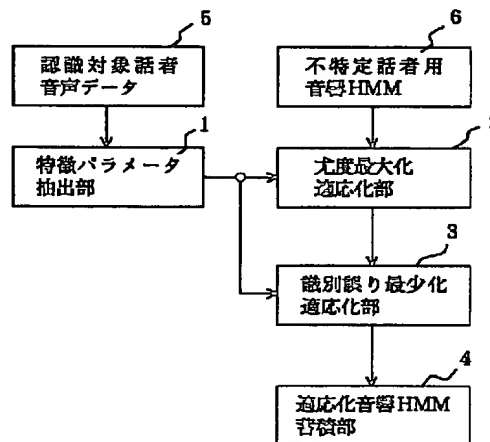 5
6
認識対象話者
音声データ
不特定話者用
音響HMM
1
特徴パラメータ
抽出部
尤度最大化
適応化部
3
識別誤り最少化
適応化部
4
適応化音響HMM
蓄積部